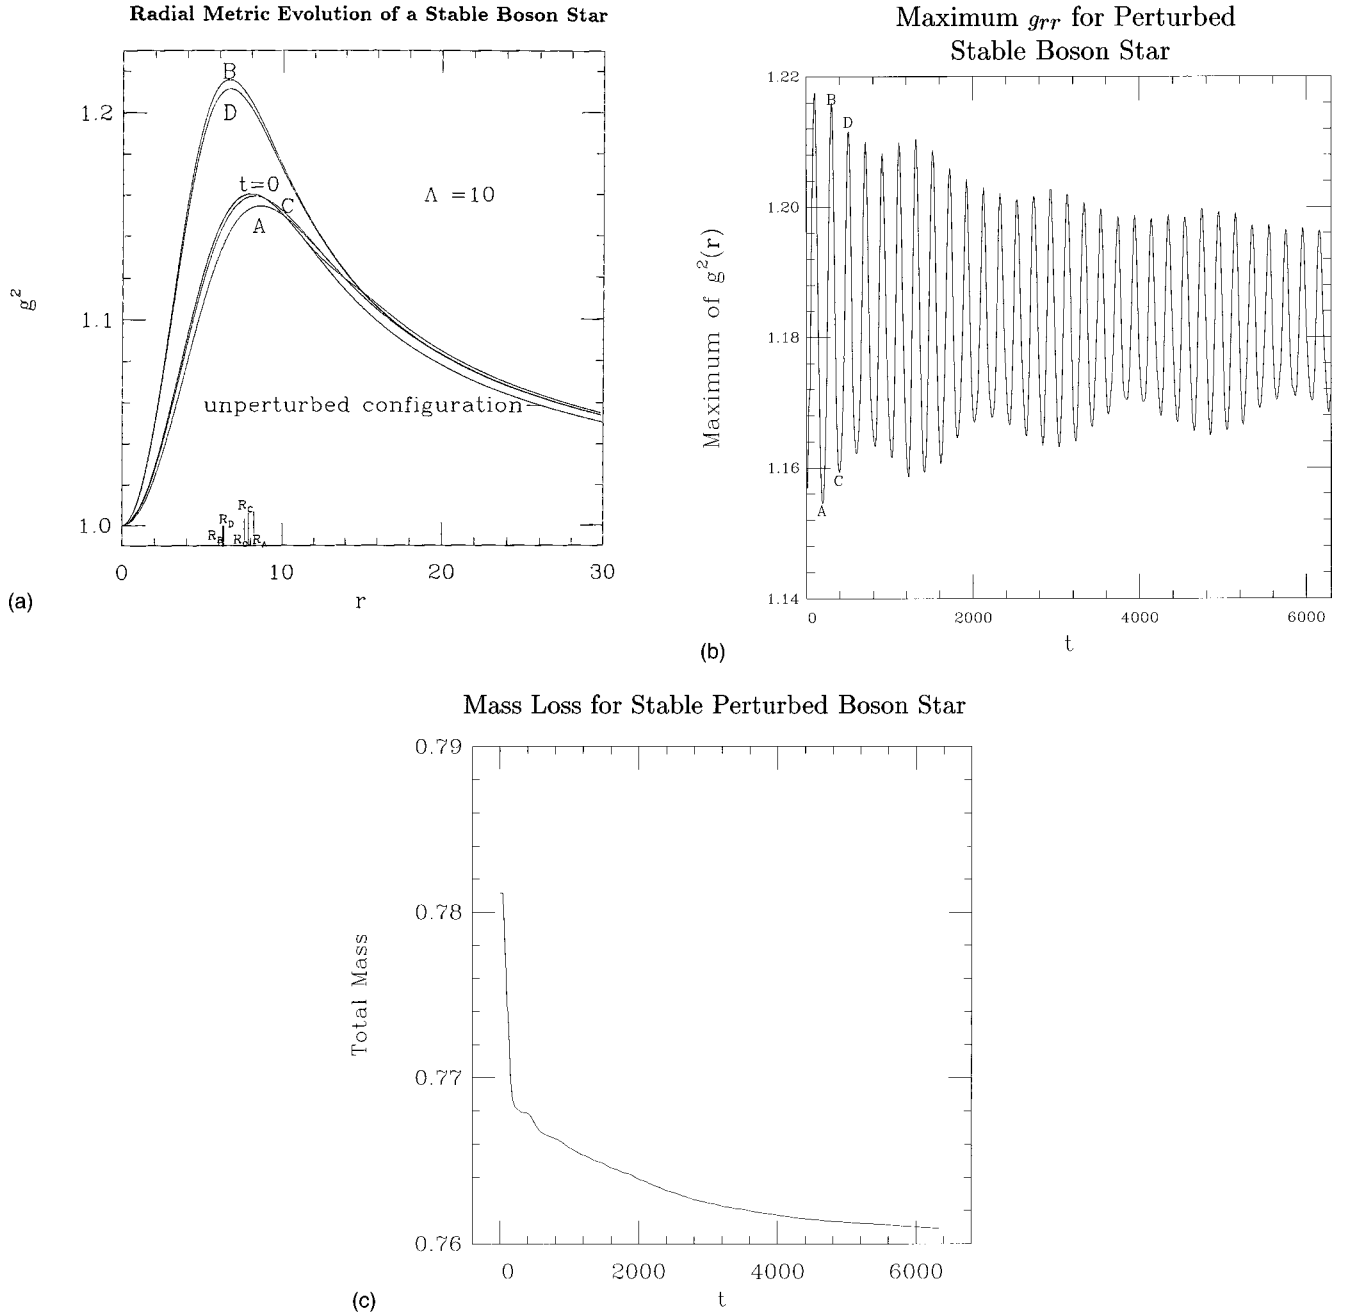 Radial Metric Evolution of a Stable Boson Star
B
D
1.2
t=0
Λ =10
C
A
g²
1.1
unperturbed configuration
1.0
R_C
R_D
R_B
R_0
R_A
0
10
20
30
r
(a)
Maximum g_rr for Perturbed
Stable Boson Star
1.22
B
D
1.20
Maximum of g²(r)
1.18
1.16
C
A
1.14
0
2000
4000
6000
t
(b)
Mass Loss for Stable Perturbed Boson Star
0.79
0.78
Total Mass
0.77
0.76
0
2000
4000
6000
t
(c)